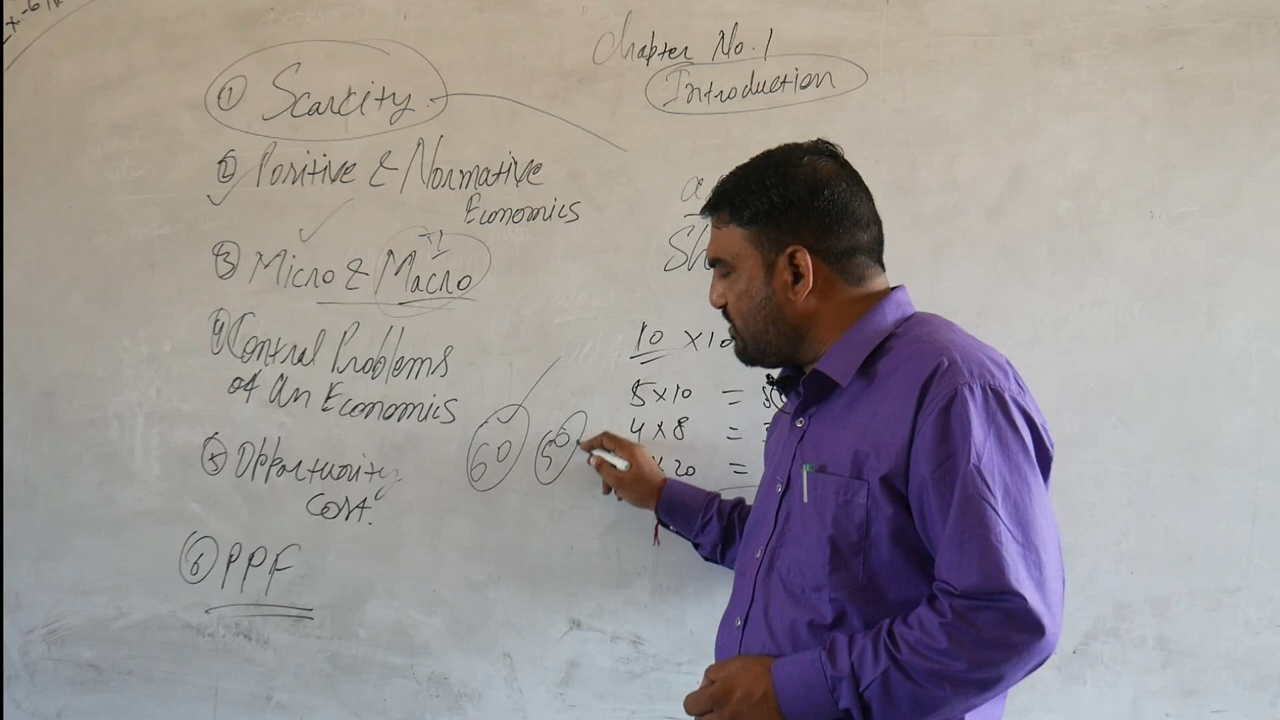 Chapter No. 1
Introduction
① Scarcity.
② Positive & Normative
Economics
③ Micro & Macro
④ Central Problems
of an Economics
60 50
⑤ Opportunity
Cost.
⑥ PPF
10 × 10
5 × 10 =
4 × 8 =
× 20 =